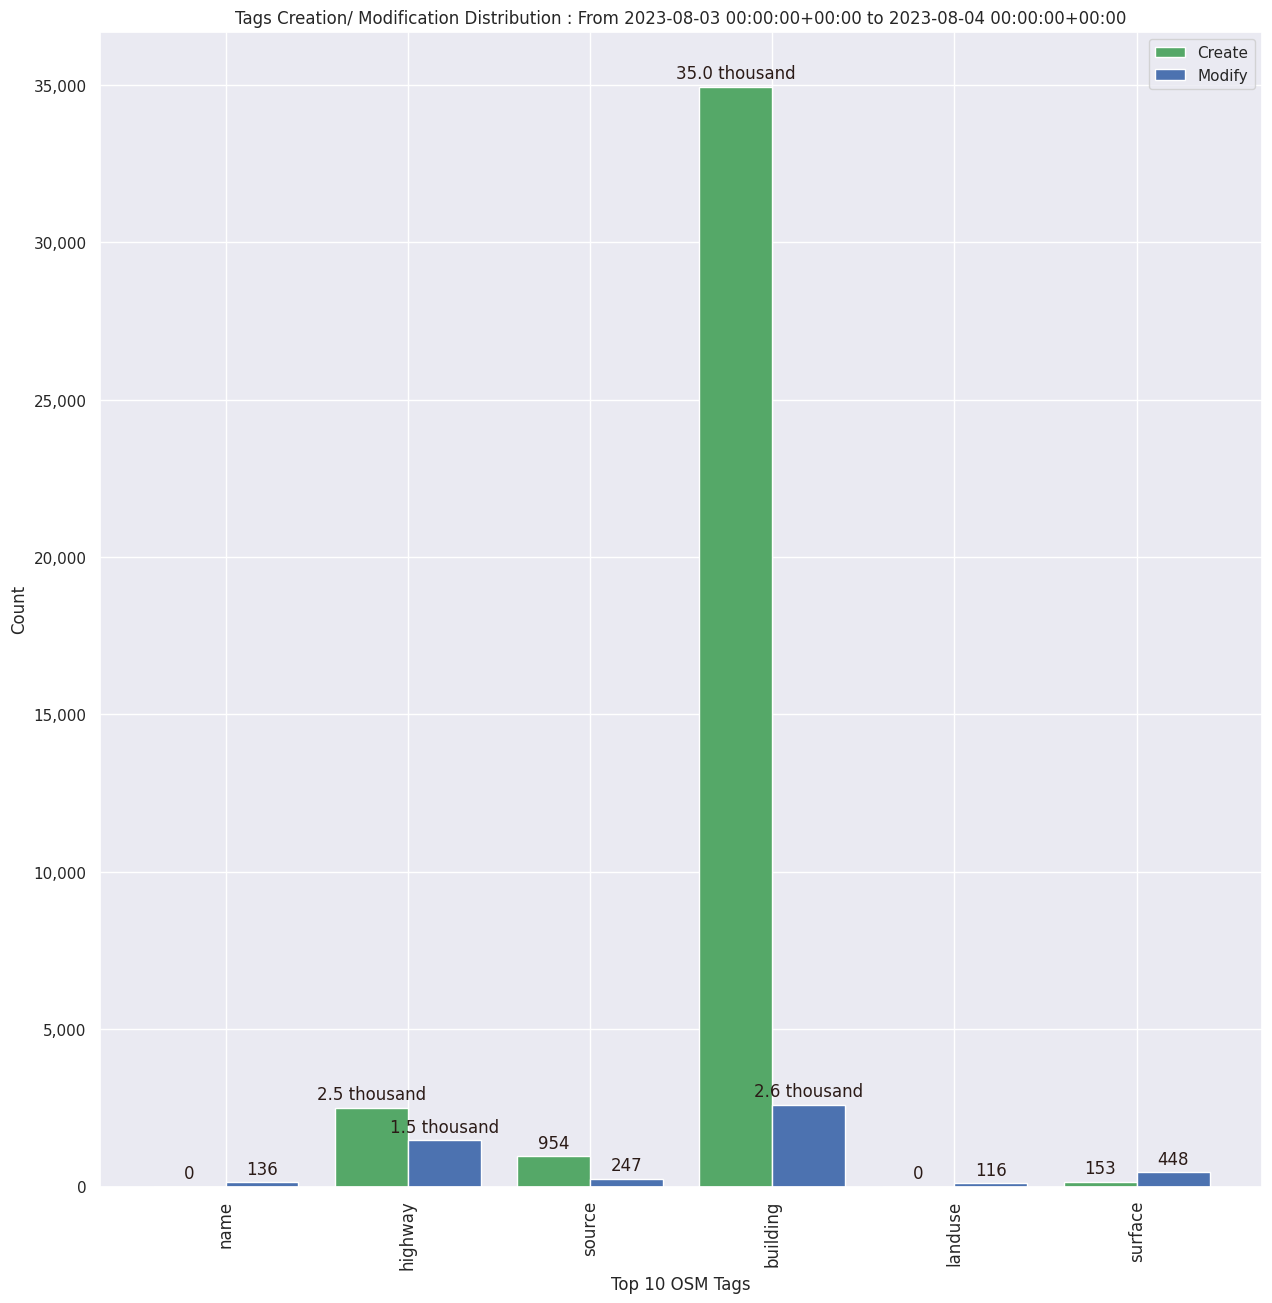 Tags Creation/ Modification Distribution : From 2023-08-03 00:00:00+00:00 to 2023-08-04 00:00:00+00:00
Create
Modify
35.0 thousand
35,000
30,000
25,000
20,000
15,000
10,000
5,000
0
Count
0
136
2.5 thousand
1.5 thousand
954
247
2.6 thousand
0
116
153
448
name
highway
source
building
landuse
surface
Top 10 OSM Tags